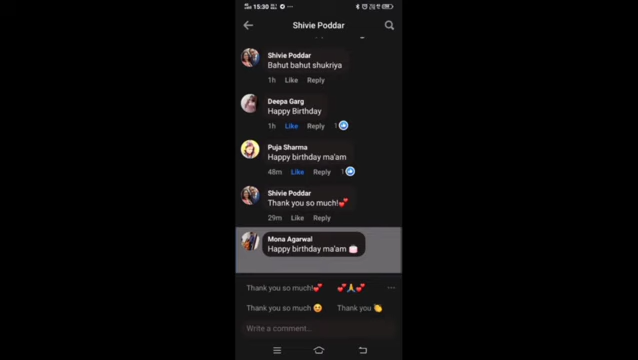 15:30
Shivie Poddar
Shivie Poddar
Bahut bahut shukriya
1h Like Reply
Deepa Garg
Happy Birthday
1h Like Reply 1
Puja Sharma
Happy birthday ma'am
48m Like Reply 1
Shivie Poddar
Thank you so much!💕
29m Like Reply
Mona Agarwal
Happy birthday ma'am 🎂
Thank you so much!💕 💕🙏💕 ...
Thank you so much ☺️ Thank you 👏
Write a comment...